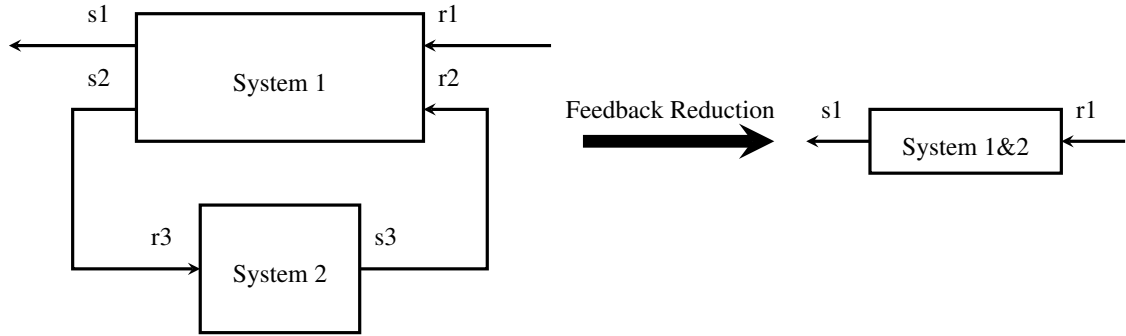 s1
r1
System 1
s2
r2
r3
System 2
s3
Feedback Reduction
s1
r1
System 1&2